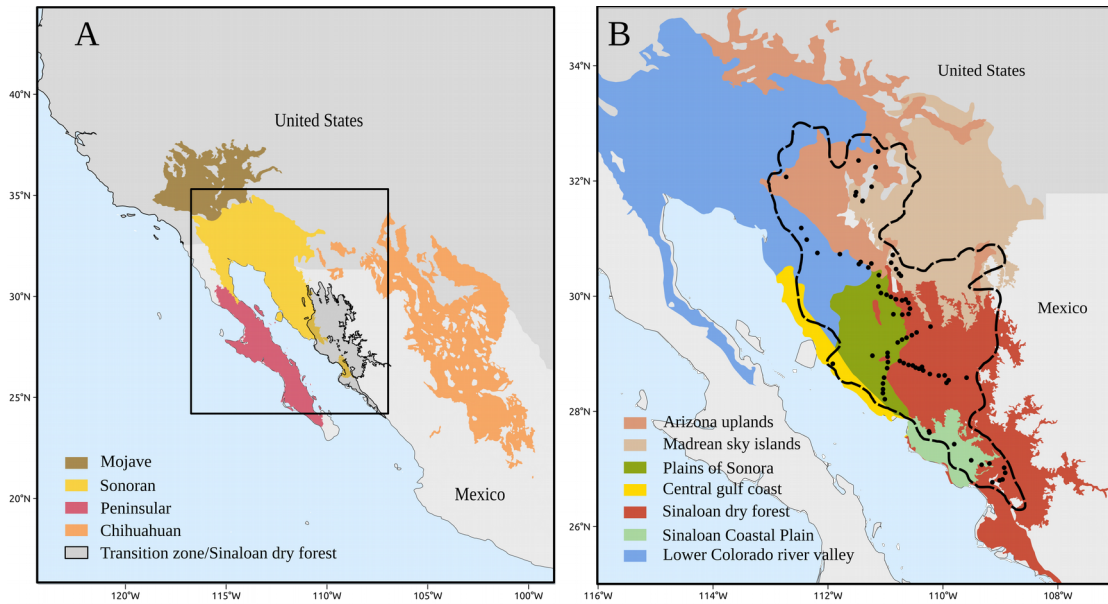 A
United States
40°N
35°N
30°N
25°N
20°N
Mexico
Mojave
Sonoran
Peninsular
Chihuahuan
Transition zone/Sinaloan dry forest
120°W
115°W
110°W
105°W
100°W
B
United States
34°N
32°N
30°N
28°N
26°N
Mexico
Arizona uplands
Madrean sky islands
Plains of Sonora
Central gulf coast
Sinaloan dry forest
Sinaloan Coastal Plain
Lower Colorado river valley
116°W
114°W
112°W
110°W
108°W